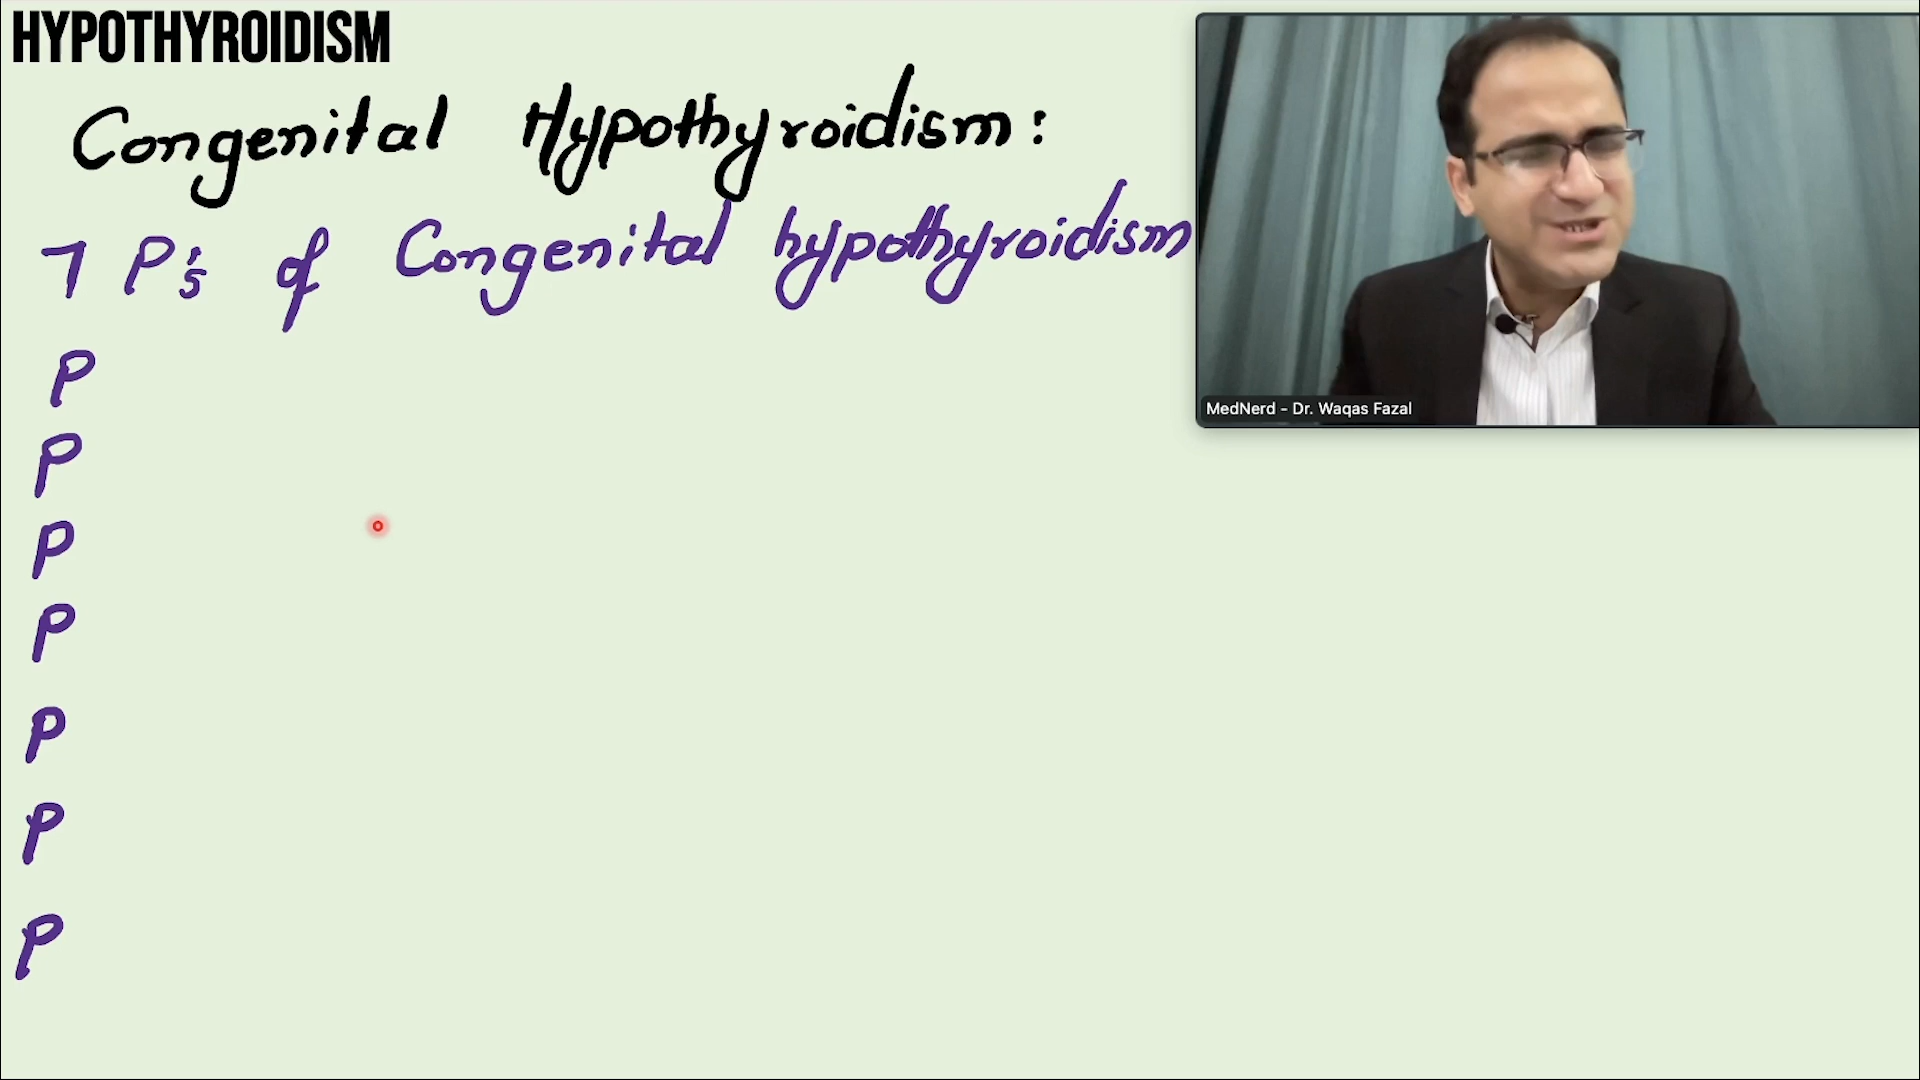 HYPOTHYROIDISM
Congenital Hypothyroidism:
7 P's of Congenital hypothyroidism
P
P
P
P
P
P
P
MedNerd - Dr. Waqas Fazal